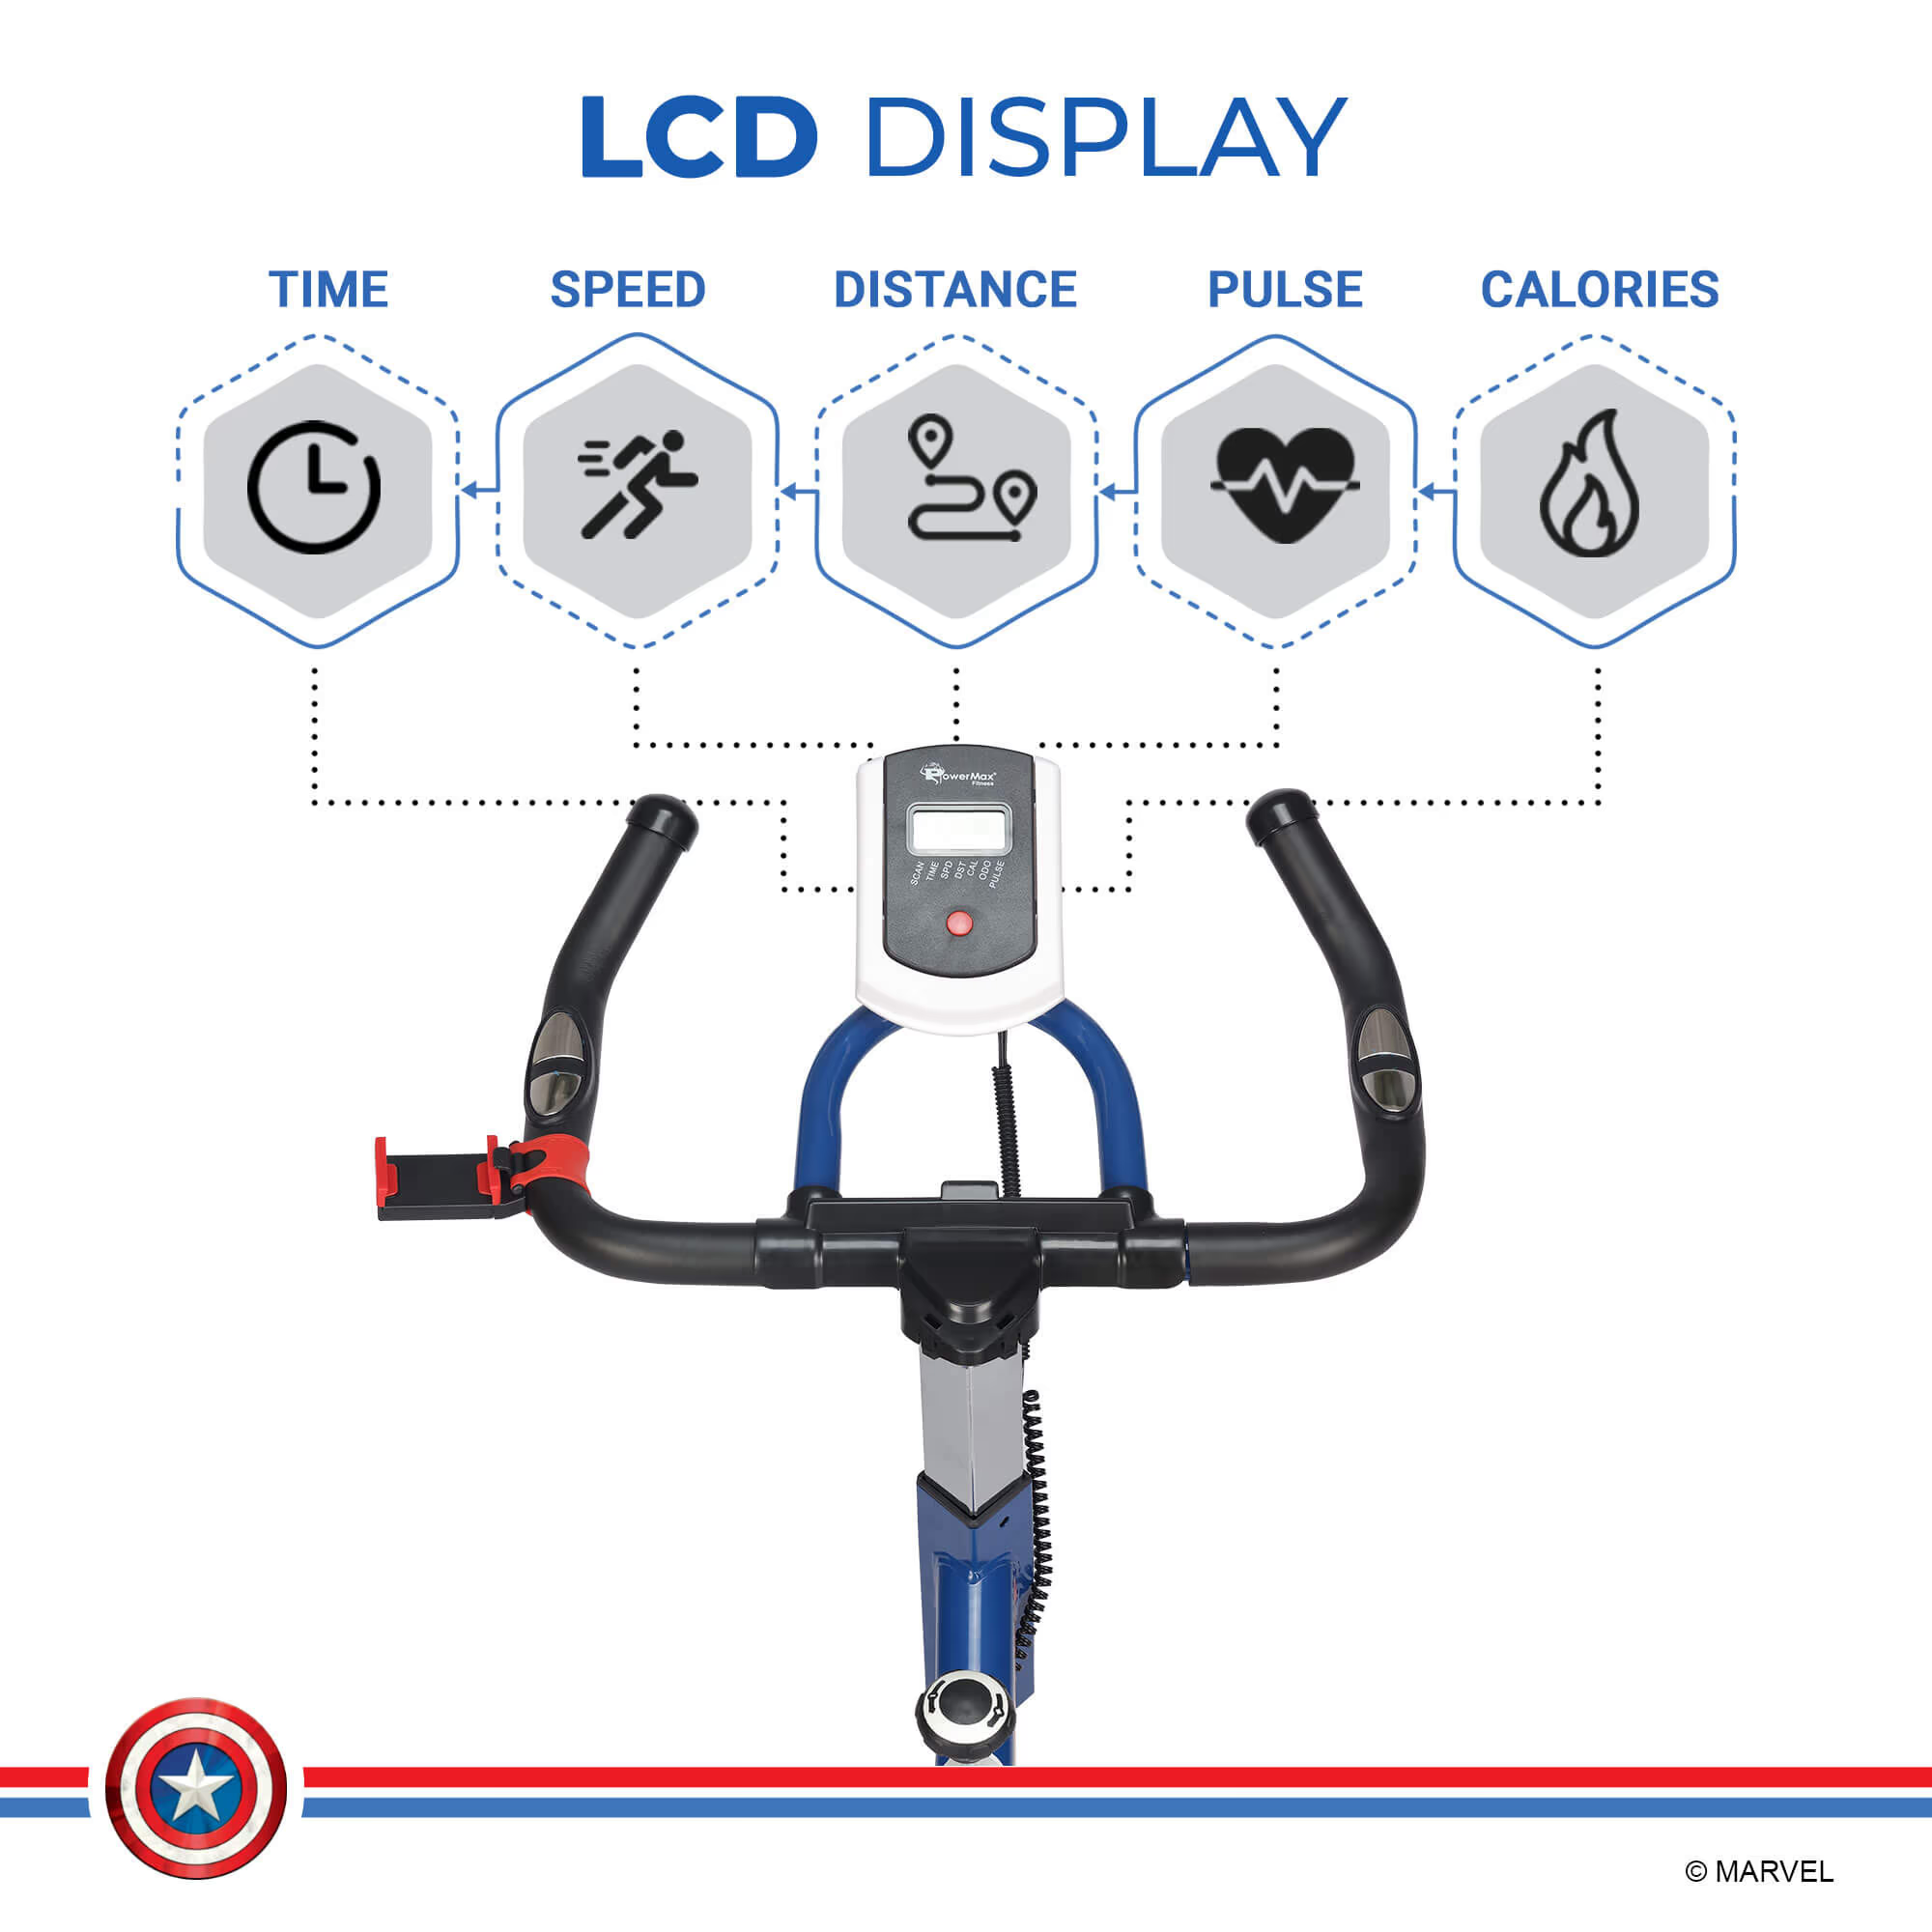 LCD DISPLAY
TIME SPEED DISTANCE PULSE CALORIES
PowerMax®
Fitness
SCAN TIME SPD DST CAL ODO PULSE
© MARVEL